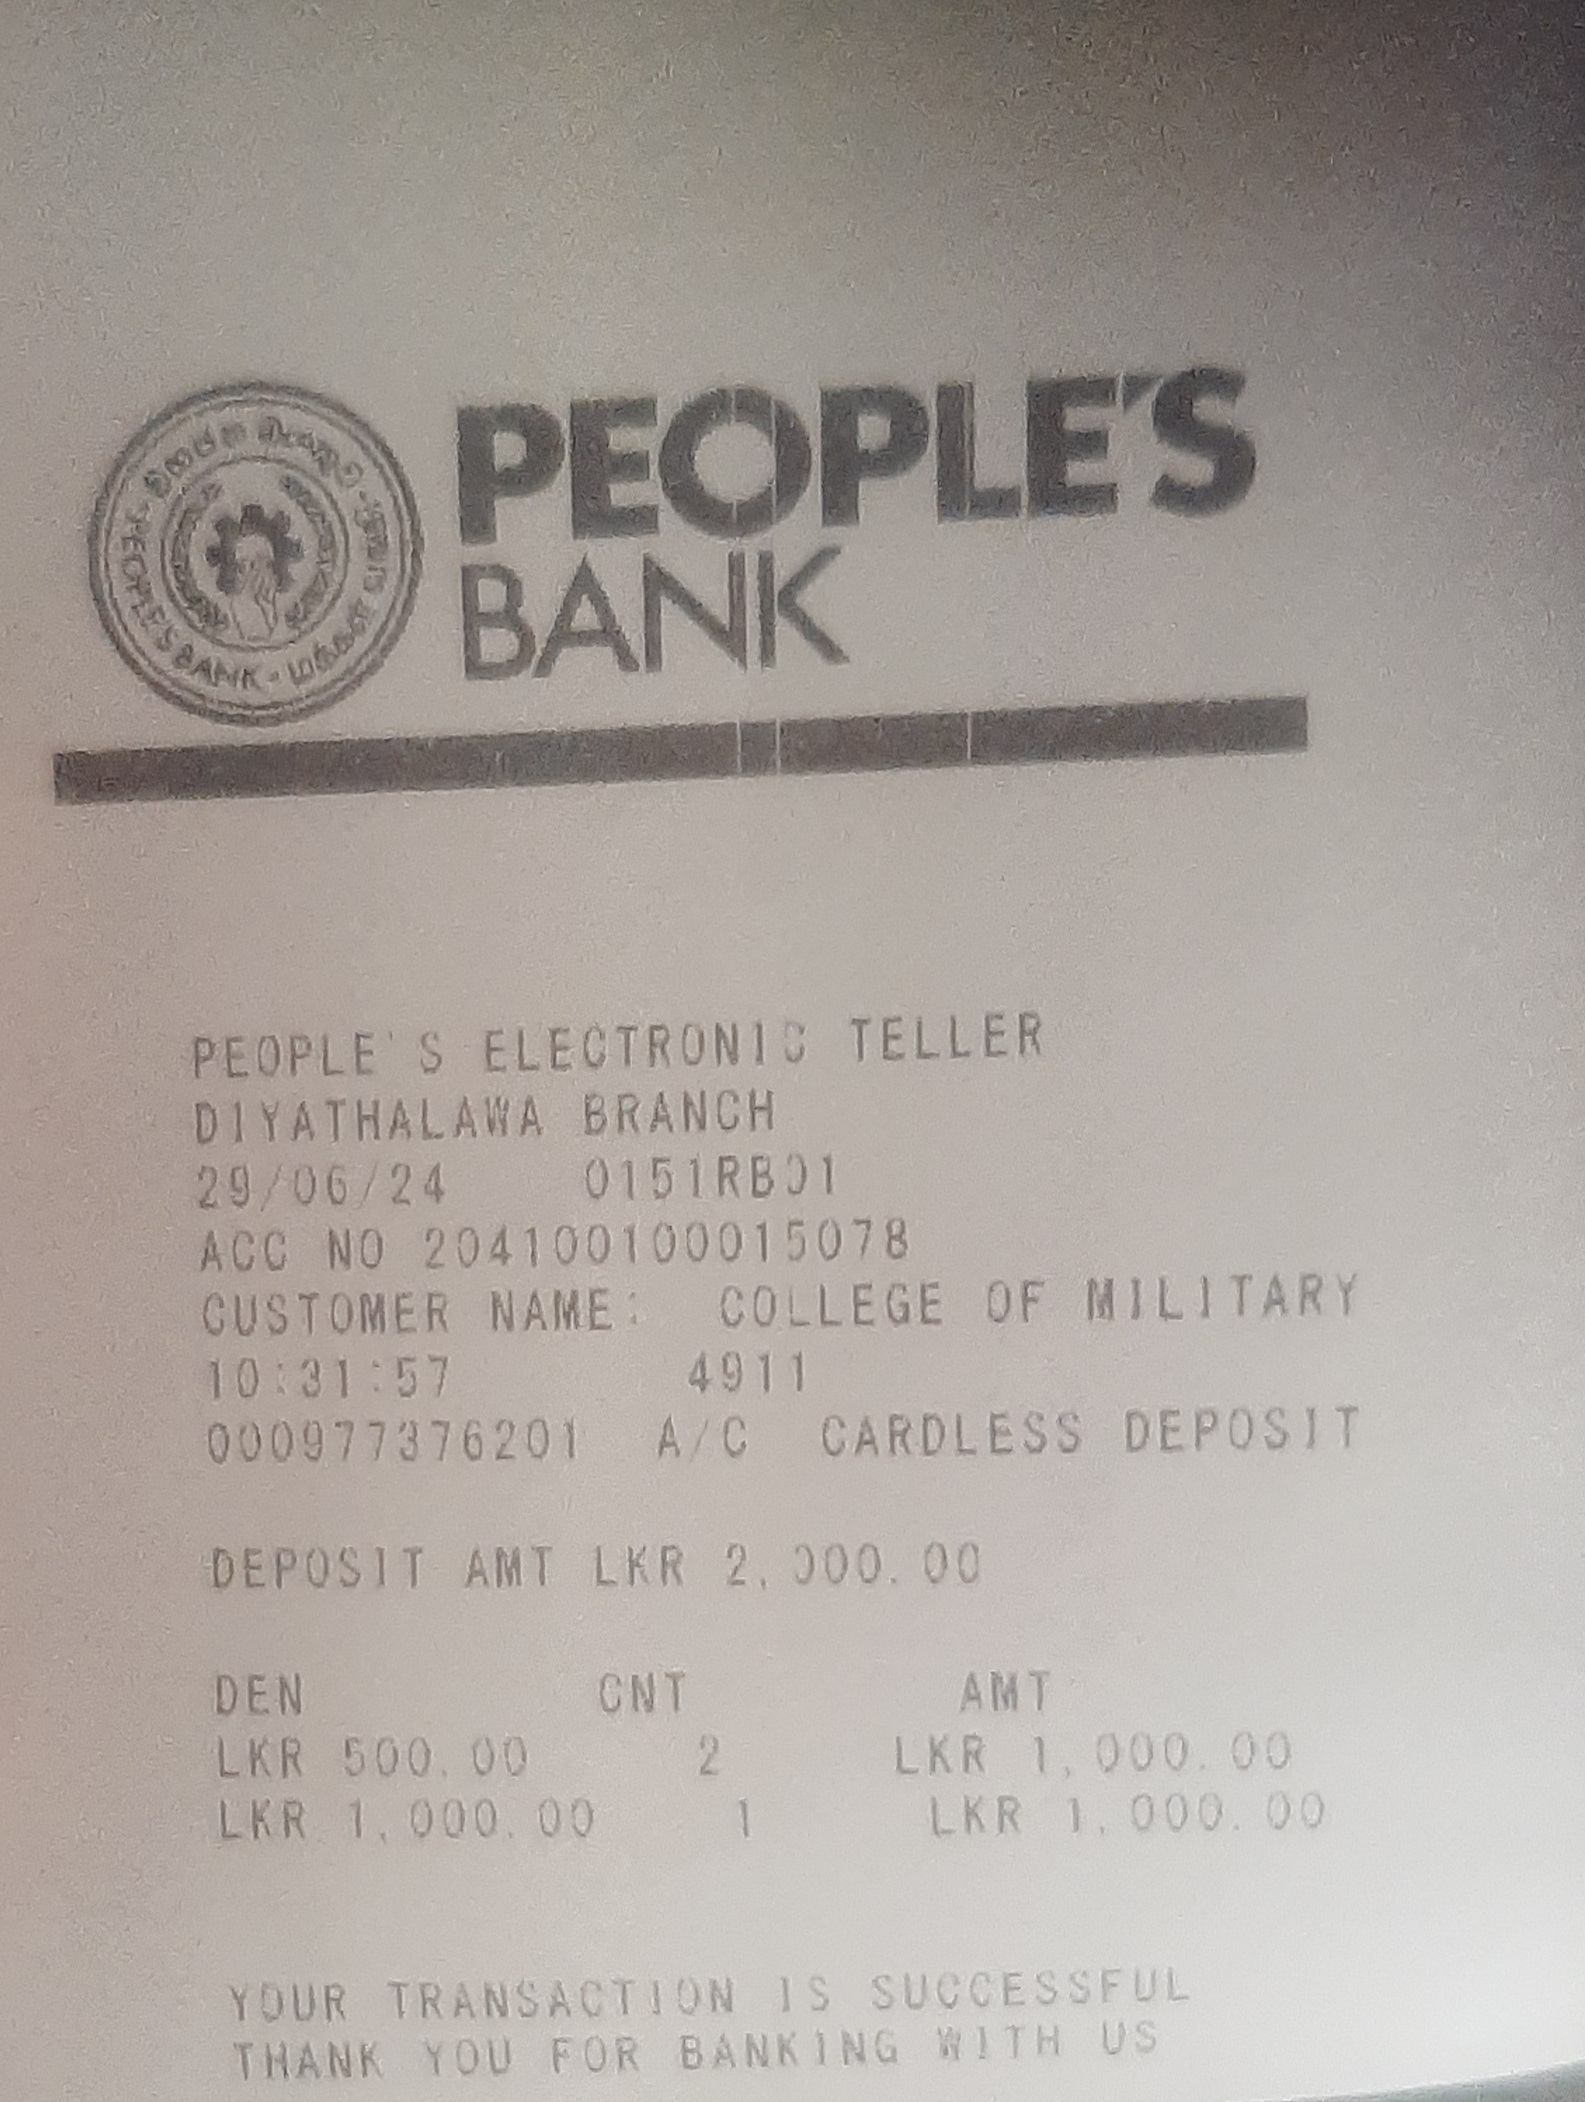 PEOPLE'S
BANK
PEOPLE'S BANK
PEOPLE'S ELECTRONIC TELLER
DIYATHALAWA BRANCH
29/06/24 0151RB01
ACC NO 204100100015078
CUSTOMER NAME: COLLEGE OF MILITARY
10:31:57 4911
000977376201 A/C CARDLESS DEPOSIT
DEPOSIT AMT LKR 2,000.00
DEN CNT AMT
LKR 500.00 2 LKR 1,000.00
LKR 1,000.00 1 LKR 1,000.00
YOUR TRANSACTION IS SUCCESSFUL
THANK YOU FOR BANKING WITH US